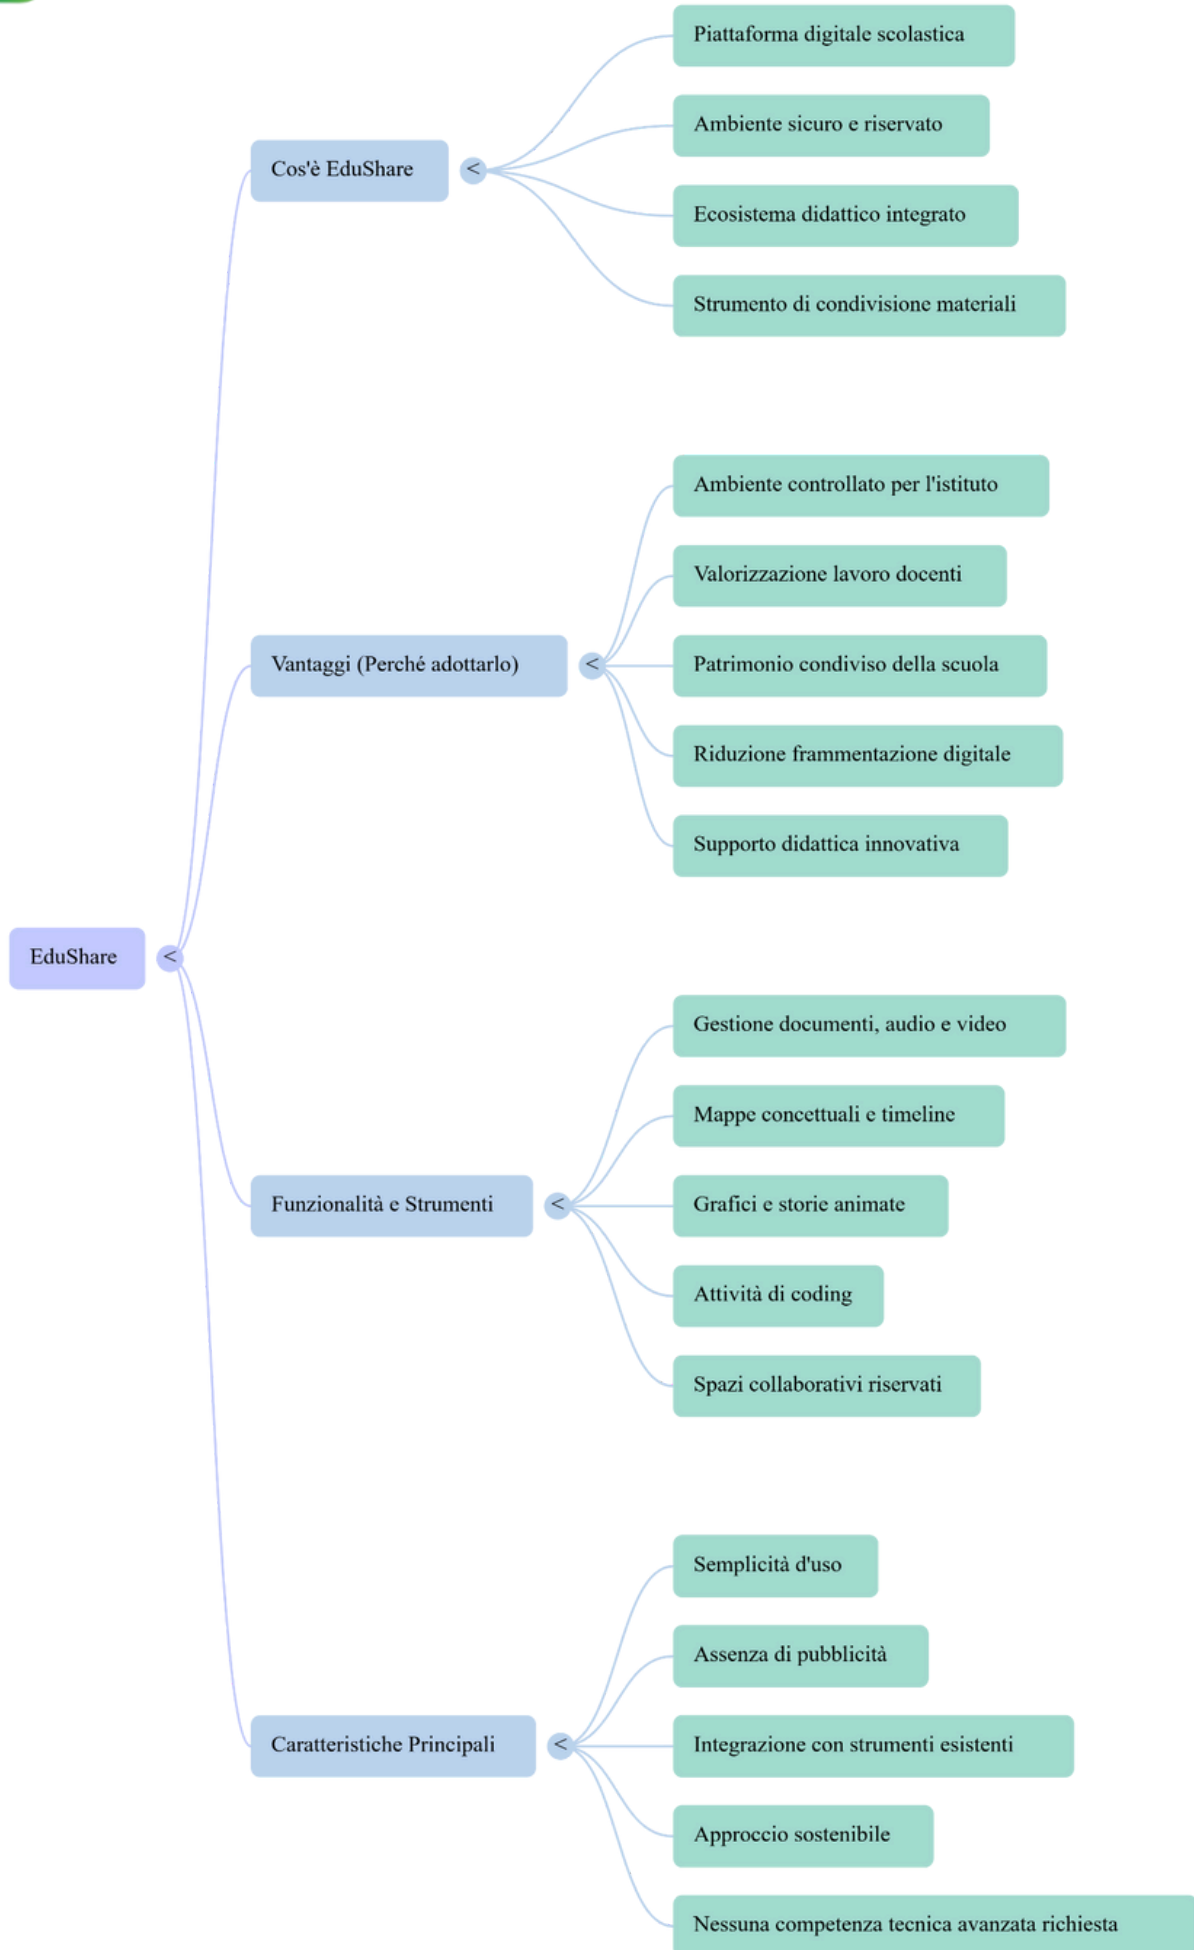 EduShare
<
Cos'è EduShare
<
Piattaforma digitale scolastica
Ambiente sicuro e riservato
Ecosistema didattico integrato
Strumento di condivisione materiali
Vantaggi (Perché adottarlo)
<
Ambiente controllato per l'istituto
Valorizzazione lavoro docenti
Patrimonio condiviso della scuola
Riduzione frammentazione digitale
Supporto didattica innovativa
Funzionalità e Strumenti
<
Gestione documenti, audio e video
Mappe concettuali e timeline
Grafici e storie animate
Attività di coding
Spazi collaborativi riservati
Caratteristiche Principali
<
Semplicità d'uso
Assenza di pubblicità
Integrazione con strumenti esistenti
Approccio sostenibile
Nessuna competenza tecnica avanzata richiesta